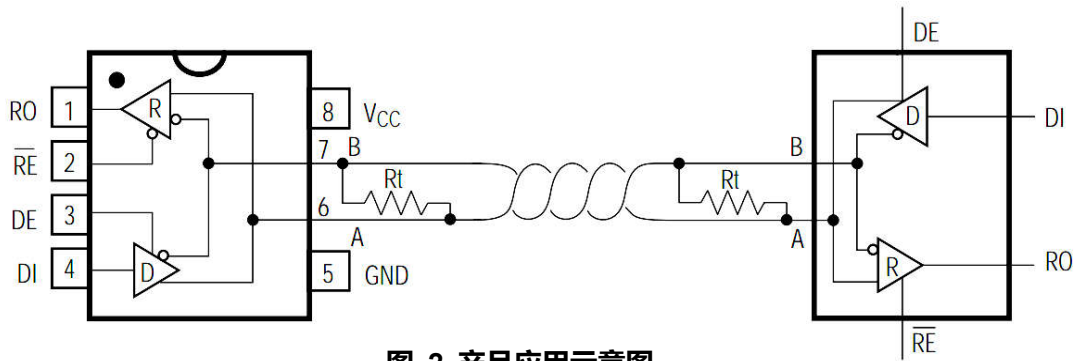 DE
RO 1 R 8 VCC D DI
RE 2 7 B B
Rt Rt
DE 3 6
A A
DI 4 D 5 GND R RO
RE